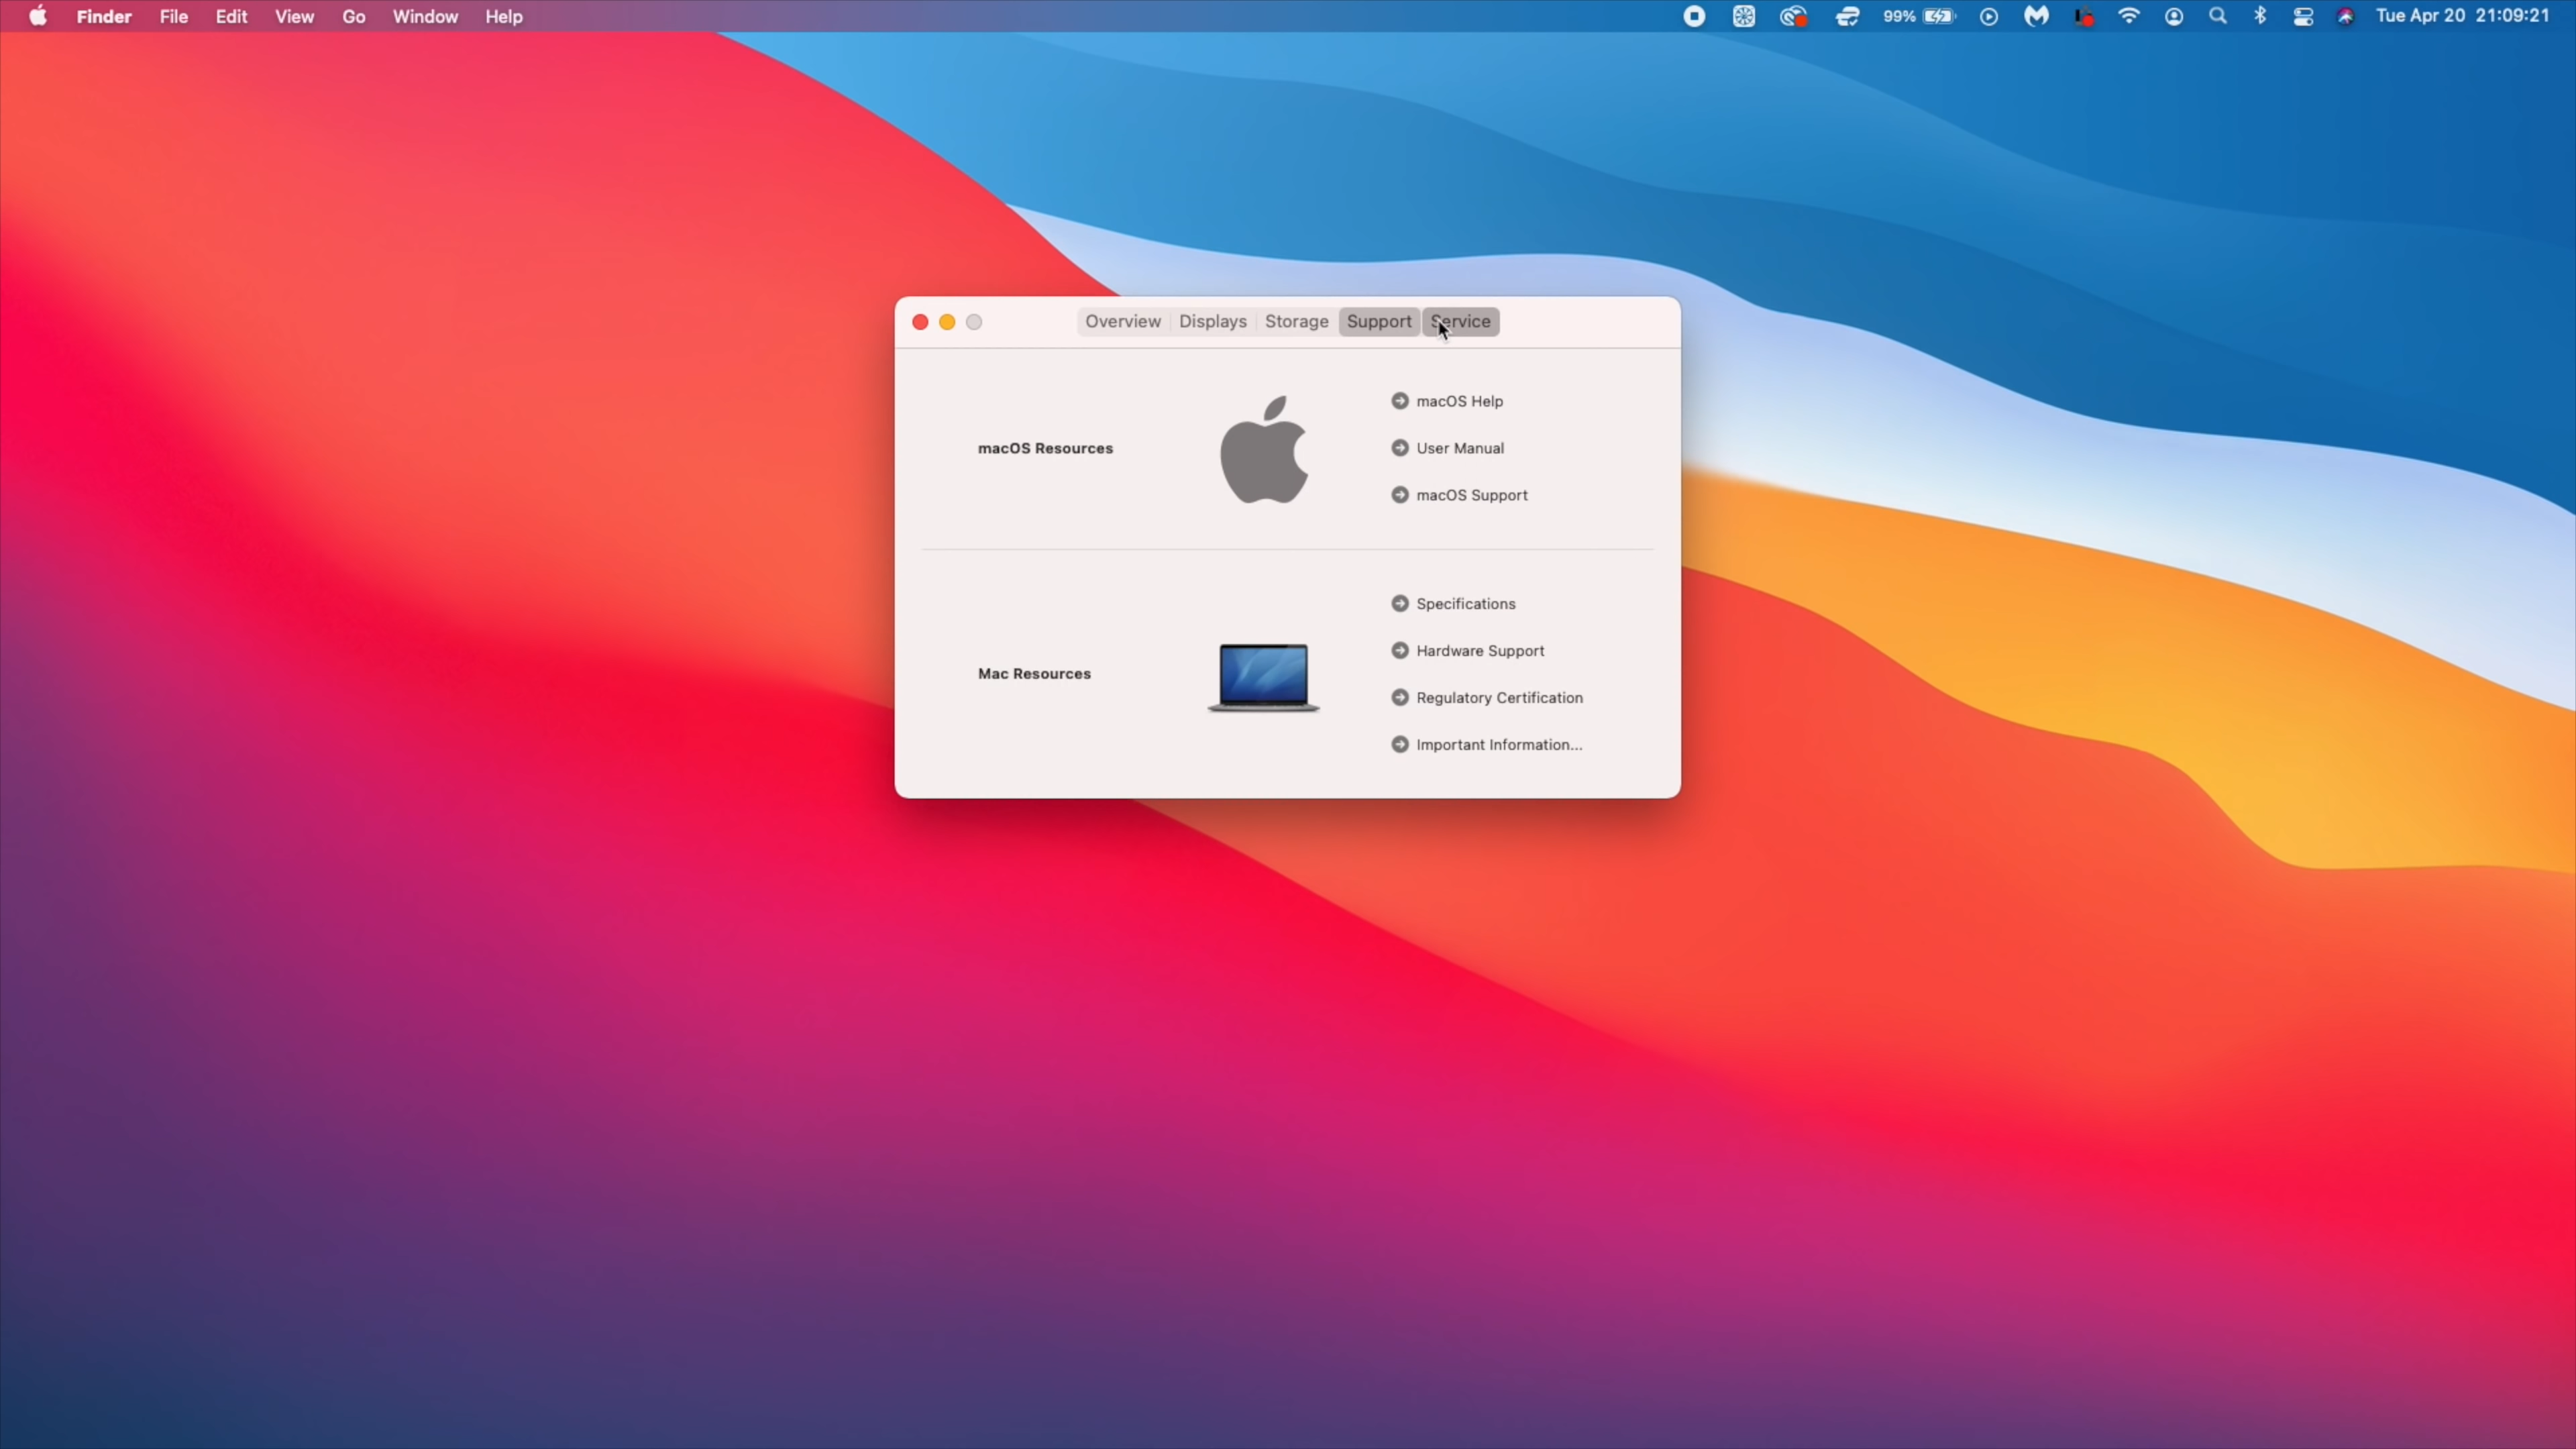 Finder File Edit View Go Window Help 99% Tue Apr 20 21:09:21
Overview Displays Storage Support Service
macOS Resources
macOS Help
User Manual
macOS Support
Mac Resources
Specifications
Hardware Support
Regulatory Certification
Important Information...